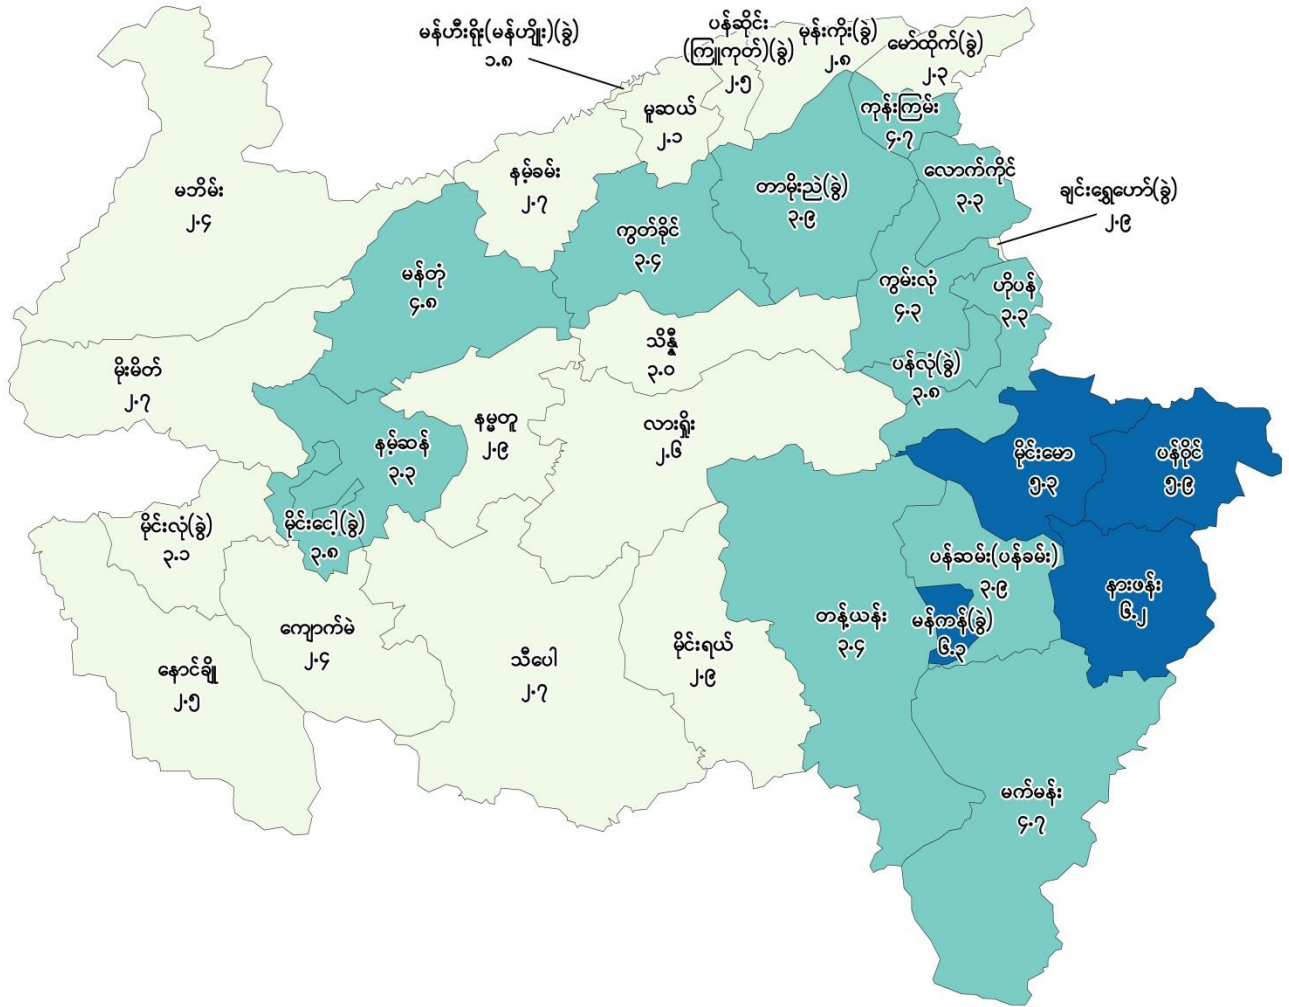 မန်ဟီးရိုး(မန်ဟျိုး)(ခွဲ)
၁.၈
ပန်ဆိုင်း
(ကြူကုတ်)(ခွဲ)
၂.၅
မုန်းကိုး(ခွဲ)
၂.၈
မော်ထိုက်(ခွဲ)
၂.၃
မူဆယ်
၂.၁
ကုန်းကြမ်း
၄.၇
မဘိမ်း
၂.၄
နမ့်ခမ်း
၂.၇
တာမိုးညဲ(ခွဲ)
၃.၉
လောက်ကိုင်
၃.၃
ချင်းရွှေဟော်(ခွဲ)
၂.၉
ကွတ်ခိုင်
၃.၄
မန်တုံ
၄.၈
ကွမ်းလုံ
၄.၃
ဟိုပန်
၃.၃
သိန္နီ
၃.၀
မိုးမိတ်
၂.၇
ပန်လုံ(ခွဲ)
၃.၈
နမ္မတူ
၂.၉
လားရှိုး
၂.၆
နမ့်ဆန်
၃.၃
မိုင်းမော
၅.၃
ပန်ဝိုင်
၅.၉
မိုင်းလုံ(ခွဲ)
၃.၁
မိုင်းငေါ့(ခွဲ)
၃.၈
ပန်ဆမ်း(ပန်ခမ်း)
၃.၉
နားဖန်း
၆.၂
ကျောက်မဲ
၂.၄
တန့်ယန်း
၃.၄
မန်ကန်(ခွဲ)
၆.၃
နောင်ချို
၂.၅
သီပေါ
၂.၇
မိုင်းရယ်
၂.၉
မက်မန်း
၄.၇